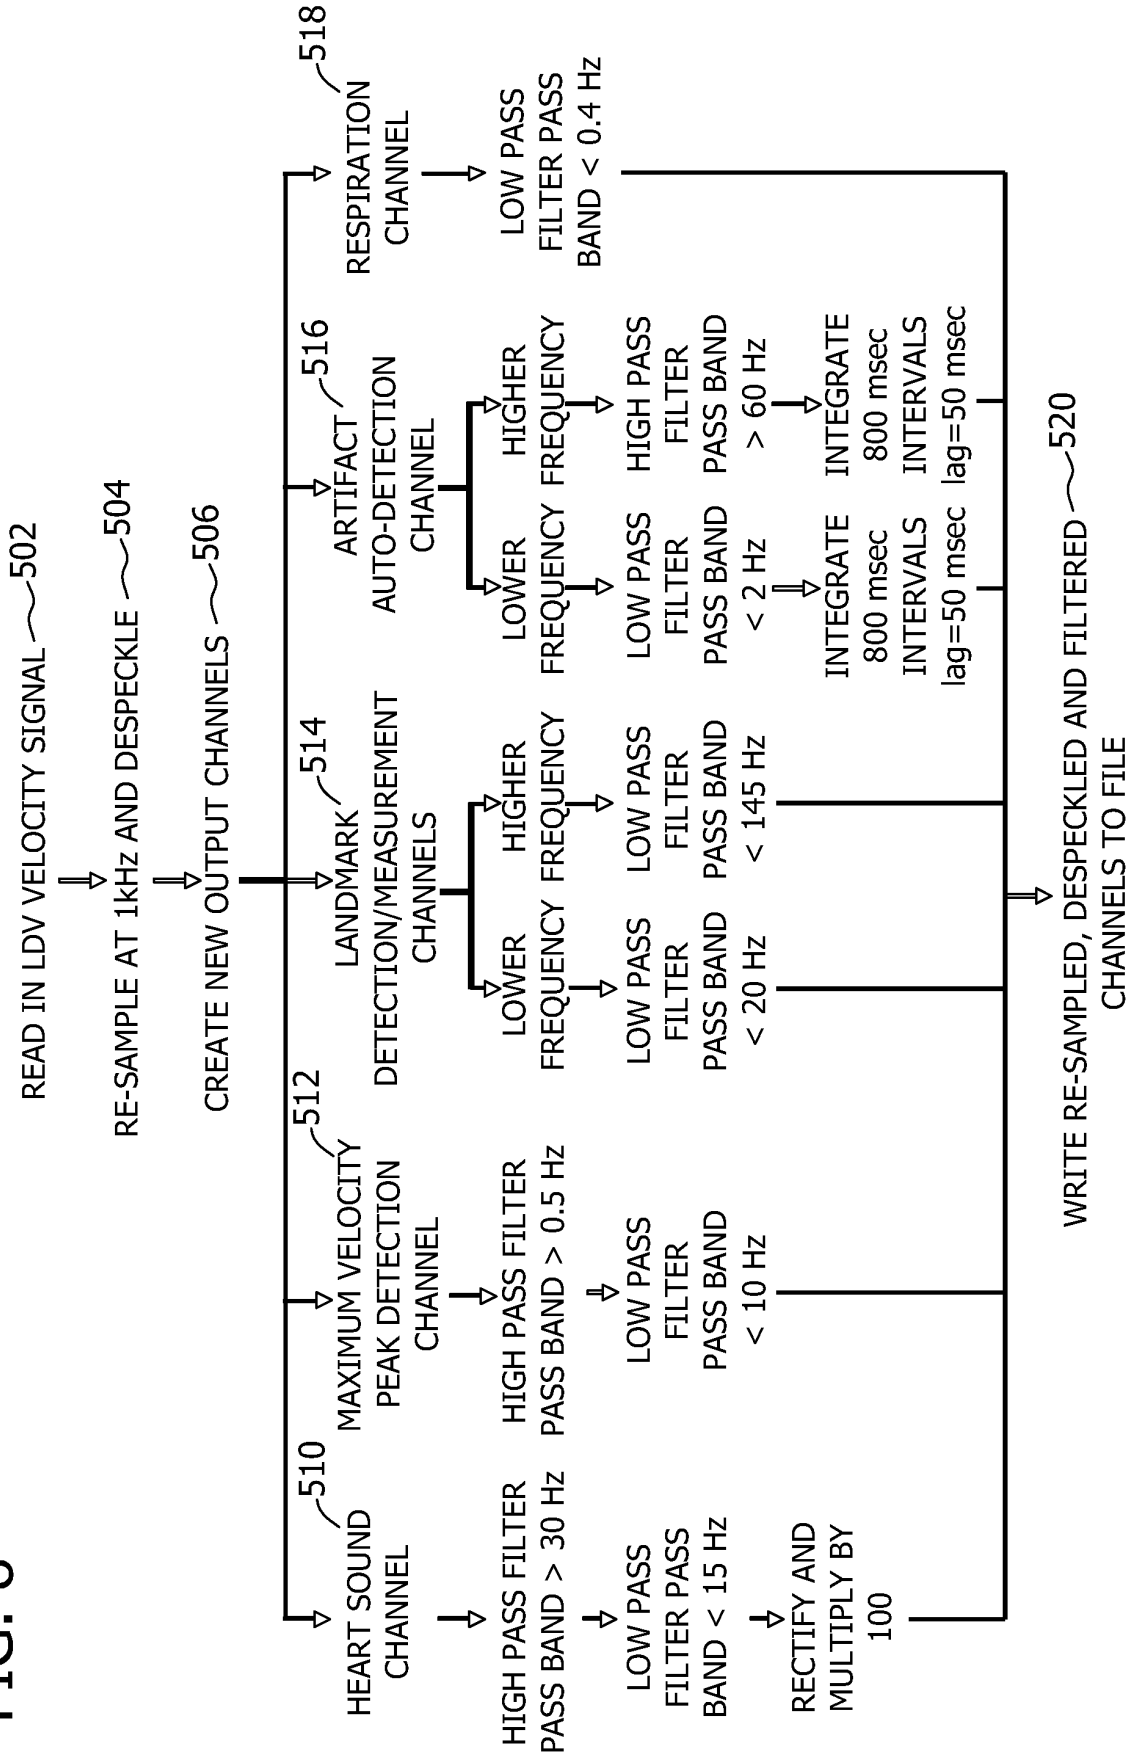 FIG.
READ IN LDV VELOCITY SIGNAL 502
RE-SAMPLE AT 1kHz AND DESPECKLE 504
CREATE NEW OUTPUT CHANNELS 506
510
HEART SOUND
CHANNEL
HIGH PASS FILTER
PASS BAND > 30 Hz
LOW PASS
FILTER PASS
BAND < 15 Hz
RECTIFY AND
MULTIPLY BY
100
512
MAXIMUM VELOCITY
PEAK DETECTION
CHANNEL
HIGH PASS FILTER
PASS BAND > 0.5 Hz
LOW PASS
FILTER
PASS BAND
< 10 Hz
514
LANDMARK
DETECTION/MEASUREMENT
CHANNELS
LOWER
FREQUENCY
LOW PASS
FILTER
PASS BAND
< 20 Hz
HIGHER
FREQUENCY
LOW PASS
FILTER
PASS BAND
< 145 Hz
516
ARTIFACT
AUTO-DETECTION
CHANNEL
LOWER
FREQUENCY
LOW PASS
FILTER
PASS BAND
< 2 Hz
INTEGRATE
800 msec
INTERVALS
lag=50 msec
HIGHER
FREQUENCY
HIGH PASS
FILTER
PASS BAND
> 60 Hz
INTEGRATE
800 msec
INTERVALS
lag=50 msec
518
RESPIRATION
CHANNEL
LOW PASS
FILTER PASS
BAND < 0.4 Hz
WRITE RE-SAMPLED, DESPECKLED AND FILTERED 520
CHANNELS TO FILE